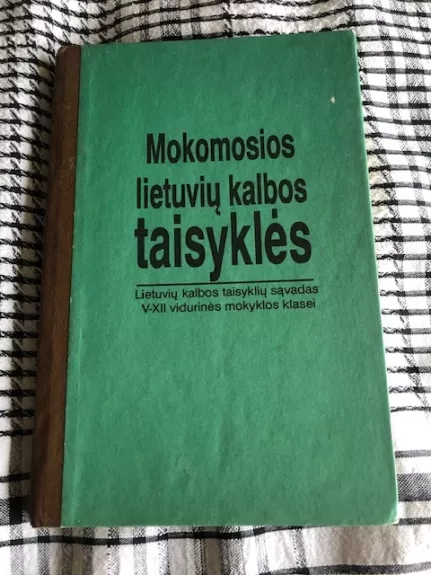 Mokomosios
lietuvių kalbos
taisyklės
Lietuvių kalbos taisyklių sąvadas
V-XII vidurinės mokyklos klasei